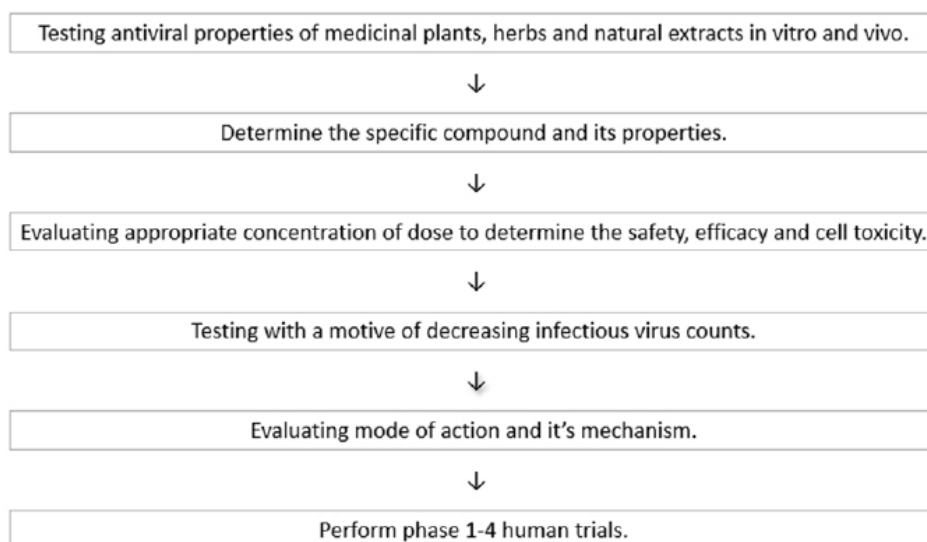 Testing antiviral properties of medicinal plants, herbs and natural extracts in vitro and vivo.
Determine the specific compound and its properties.
Evaluating appropriate concentration of dose to determine the safety, efficacy and cell toxicity.
Testing with a motive of decreasing infectious virus counts.
Evaluating mode of action and it's mechanism.
Perform phase 1-4 human trials.